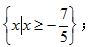 {x|x ≥ -7/5};